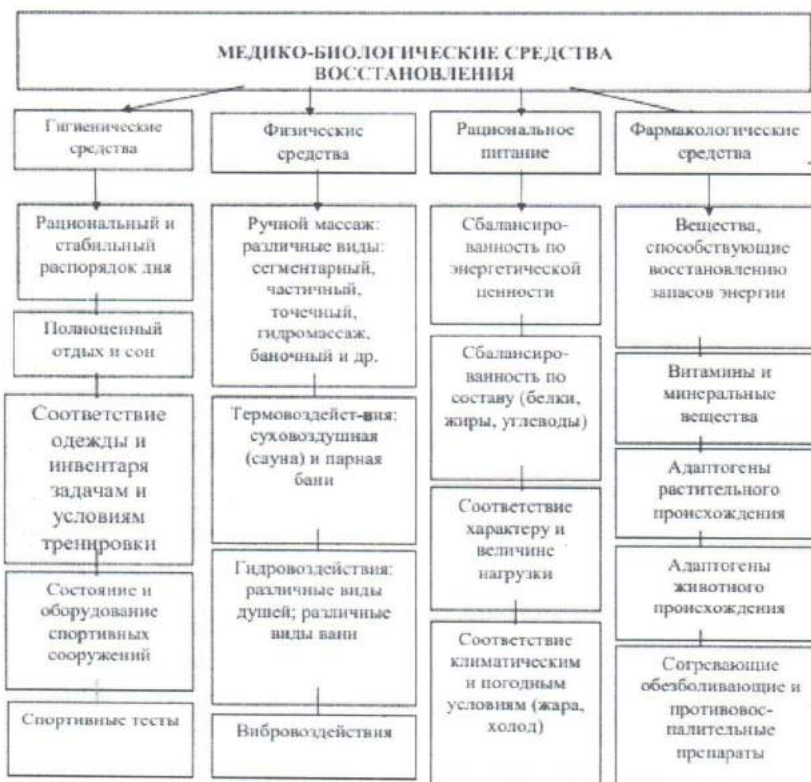 МЕДИКО-БИОЛОГИЧЕСКИЕ СРЕДСТВА
ВОССТАНОВЛЕНИЯ
Гигиенические
средства
Рациональный и
стабильный
распорядок дня
Полноценный
отдых и сон
Соответствие
одежды и
инвентаря
задачам и
условиям
тренировки
Состояние и
оборудование
спортивных
сооружений
Спортивные тесты
Физические
средства
Ручной массаж:
различные виды:
сегментарный,
частичный,
точечный,
гидромассаж,
баночный и др.
Термовоздейст-вия:
суховоздушная
(сауна) и парная
бани
Гидровоздействия:
различные виды
душей; различные
виды ванн
Вибровоздействия
Рациональное
питание
Сбалансиро-
ванность по
энергетической
ценности
Сбалансиро-
ванность по
составу (белки,
жиры, углеводы)
Соответствие
характеру и
величине
нагрузки
Соответствие
климатическим
и погодным
условиям (жара,
холод)
Фармакологические
средства
Вещества,
способствующие
восстановлению
запасов энергии
Витамины и
минеральные
вещества
Адаптогены
растительного
происхождения
Адаптогены
животного
происхождения
Согревающие
обезболивающие и
противовос-
палительные
препараты